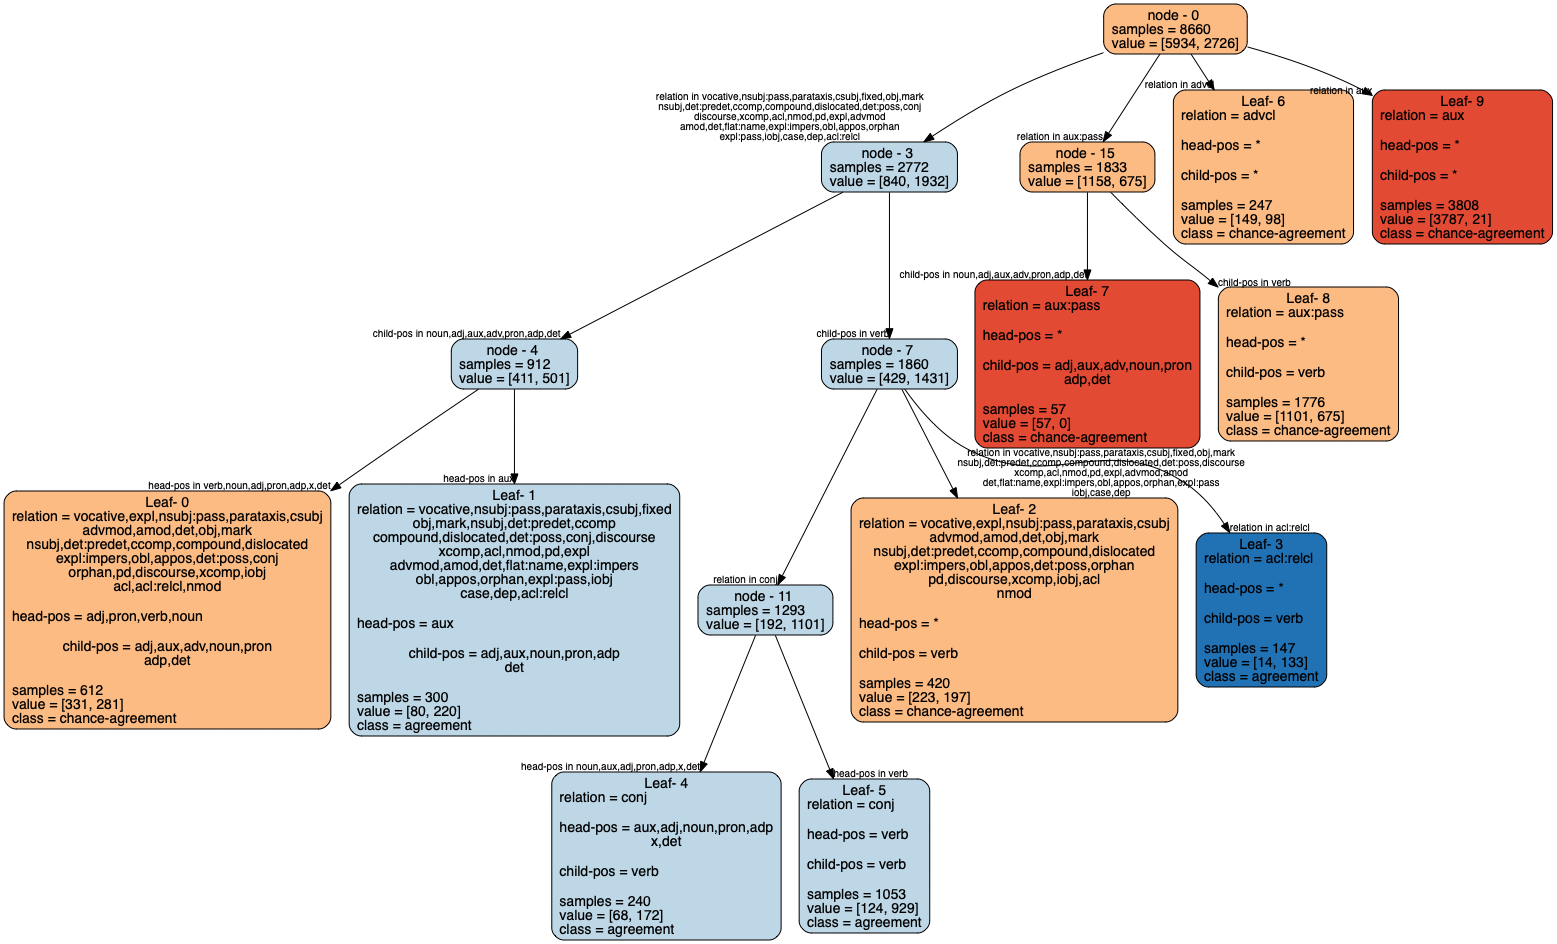 node - 0
samples = 8660
value = [5934, 2726]
relation in vocative,nsubj:pass,parataxis,csubj,fixed,obj,mark
nsubj,det:predet,ccomp,compound,dislocated,det:poss,conj
discourse,xcomp,acl,nmod,pd,expl,advmod
amod,det,flat:name,expl:impers,obl,appos,orphan
expl:pass,iobj,case,dep,acl:relcl
relation in aux:pass
relation in advcl
relation in aux
node - 3
samples = 2772
value = [840, 1932]
node - 15
samples = 1833
value = [1158, 675]
Leaf- 6
relation = advcl
head-pos = *
child-pos = *
samples = 247
value = [149, 98]
class = chance-agreement
Leaf- 9
relation = aux
head-pos = *
child-pos = *
samples = 3808
value = [3787, 21]
class = chance-agreement
child-pos in noun,adj,aux,adv,pron,adp,det
child-pos in verb
child-pos in noun,adj,aux,adv,pron,adp,det
child-pos in verb
node - 4
samples = 912
value = [411, 501]
node - 7
samples = 1860
value = [429, 1431]
Leaf- 7
relation = aux:pass
head-pos = *
child-pos = adj,aux,adv,noun,pron
adp,det
samples = 57
value = [57, 0]
class = chance-agreement
Leaf- 8
relation = aux:pass
head-pos = *
child-pos = verb
samples = 1776
value = [1101, 675]
class = chance-agreement
head-pos in verb,noun,adj,pron,adp,x,det
head-pos in aux
relation in conj
relation in vocative,nsubj:pass,parataxis,csubj,fixed,obj,mark
nsubj,det:predet,ccomp,compound,dislocated,det:poss,discourse
xcomp,acl,nmod,pd,expl,advmod,amod
det,flat:name,expl:impers,obl,appos,orphan,expl:pass
iobj,case,dep
relation in acl:relcl
Leaf- 0
relation = vocative,expl,nsubj:pass,parataxis,csubj
advmod,amod,det,obj,mark
nsubj,det:predet,ccomp,compound,dislocated
expl:impers,obl,appos,det:poss,conj
orphan,pd,discourse,xcomp,iobj
acl,acl:relcl,nmod
head-pos = adj,pron,verb,noun
child-pos = adj,aux,adv,noun,pron
adp,det
samples = 612
value = [331, 281]
class = chance-agreement
Leaf- 1
relation = vocative,nsubj:pass,parataxis,csubj,fixed
obj,mark,nsubj,det:predet,ccomp
compound,dislocated,det:poss,conj,discourse
xcomp,acl,nmod,pd,expl
advmod,amod,det,flat:name,expl:impers
obl,appos,orphan,expl:pass,iobj
case,dep,acl:relcl
head-pos = aux
child-pos = adj,aux,noun,pron,adp
det
samples = 300
value = [80, 220]
class = agreement
node - 11
samples = 1293
value = [192, 1101]
Leaf- 2
relation = vocative,expl,nsubj:pass,parataxis,csubj
advmod,amod,det,obj,mark
nsubj,det:predet,ccomp,compound,dislocated
expl:impers,obl,appos,det:poss,orphan
pd,discourse,xcomp,iobj,acl
nmod
head-pos = *
child-pos = verb
samples = 420
value = [223, 197]
class = chance-agreement
Leaf- 3
relation = acl:relcl
head-pos = *
child-pos = verb
samples = 147
value = [14, 133]
class = agreement
head-pos in noun,aux,adj,pron,adp,x,det
head-pos in verb
Leaf- 4
relation = conj
head-pos = aux,adj,noun,pron,adp
x,det
child-pos = verb
samples = 240
value = [68, 172]
class = agreement
Leaf- 5
relation = conj
head-pos = verb
child-pos = verb
samples = 1053
value = [124, 929]
class = agreement